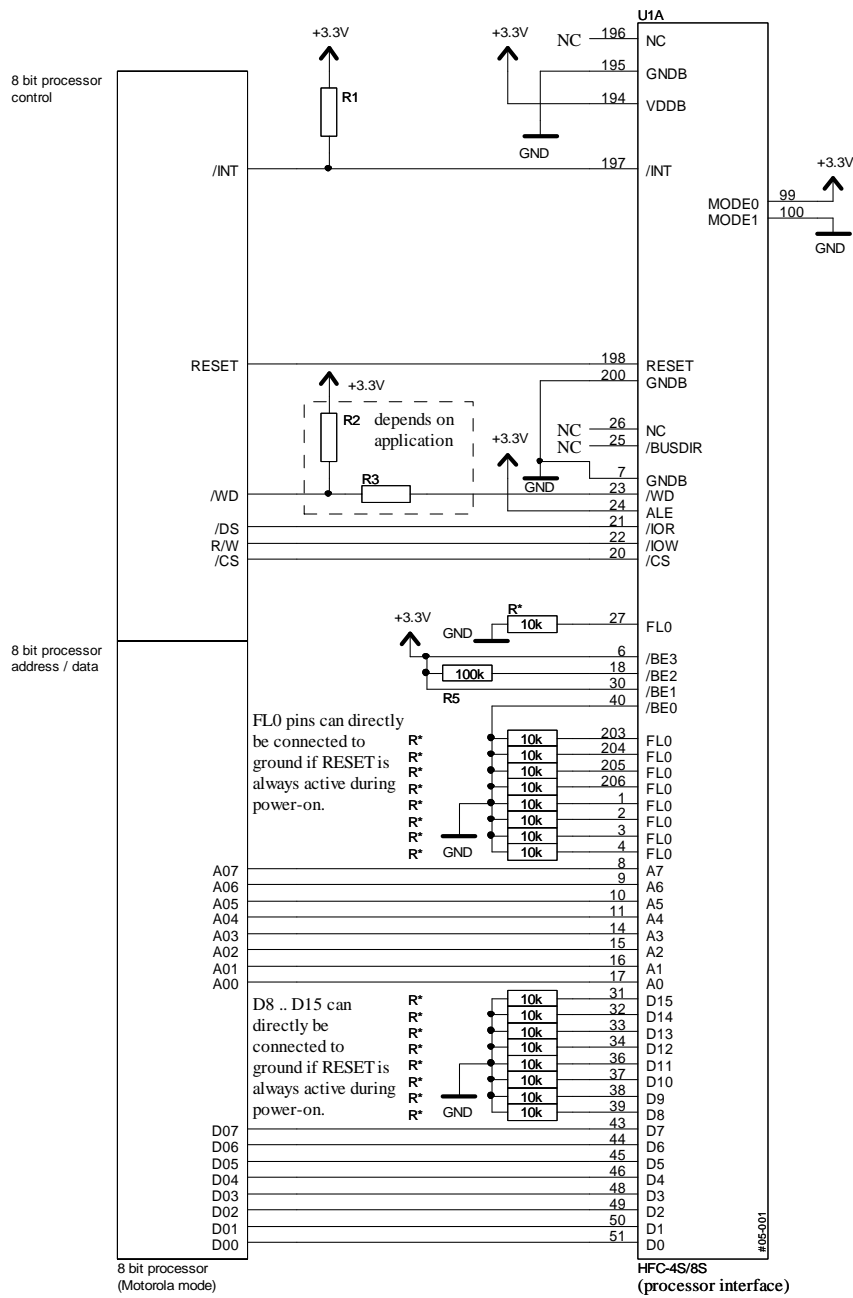 U1A
+3.3V
+3.3V
NC 196 NC
195 GNDB
8 bit processor
control
R1
194 VDDB
GND
/INT 197 /INT
+3.3V
MODE0 99
MODE1 100
GND
RESET 198 RESET
200 GNDB
+3.3V
R2 depends on
application
NC 26 NC
NC 25 /BUSDIR
+3.3V
7 GNDB
GND
R3
/WD 23 /WD
24 ALE
/DS 21 /IOR
R/W 22 /IOW
/CS 20 /CS
R*
+3.3V
GND 10k 27 FL0
8 bit processor
address / data
6 /BE3
100k 18 /BE2
R5 30 /BE1
40 /BE0
FL0 pins can directly
be connected to
ground if RESET is
always active during
power-on.
R* 10k 203 FL0
R* 10k 204 FL0
R* 10k 205 FL0
R* 10k 206 FL0
R* 10k 1 FL0
R* 10k 2 FL0
R* 10k 3 FL0
R* GND 10k 4 FL0
A07 8 A7
A06 9 A6
A05 10 A5
A04 11 A4
A03 14 A3
A02 15 A2
A01 16 A1
A00 17 A0
D8 .. D15 can
directly be
connected to
ground if RESET is
always active during
power-on.
R* 10k 31 D15
R* 10k 32 D14
R* 10k 33 D13
R* 10k 34 D12
R* 10k 36 D11
R* 10k 37 D10
R* 10k 38 D9
R* GND 10k 39 D8
D07 43 D7
D06 44 D6
D05 45 D5
D04 46 D4
D03 48 D3
D02 49 D2
D01 50 D1
D00 51 D0
#05-001
8 bit processor
(Motorola mode)
HFC-4S/8S
(processor interface)